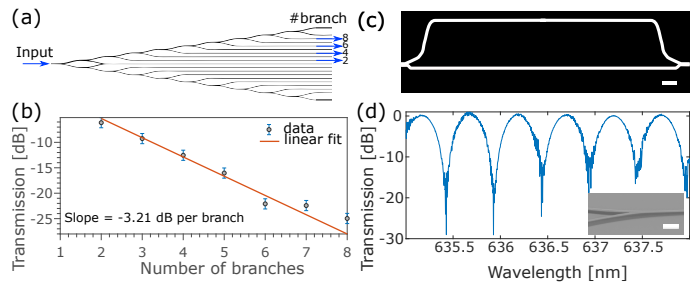 (a)
#branch
8
6
4
2
Input
(b)
Transmission [dB]
-10
-15
-20
-25
data
linear fit
Slope = -3.21 dB per branch
1 2 3 4 5 6 7 8
Number of branches
(c)
(d)
Transmission [dB]
0
-10
-20
-30
635.5 636 636.5 637 637.5
Wavelength [nm]